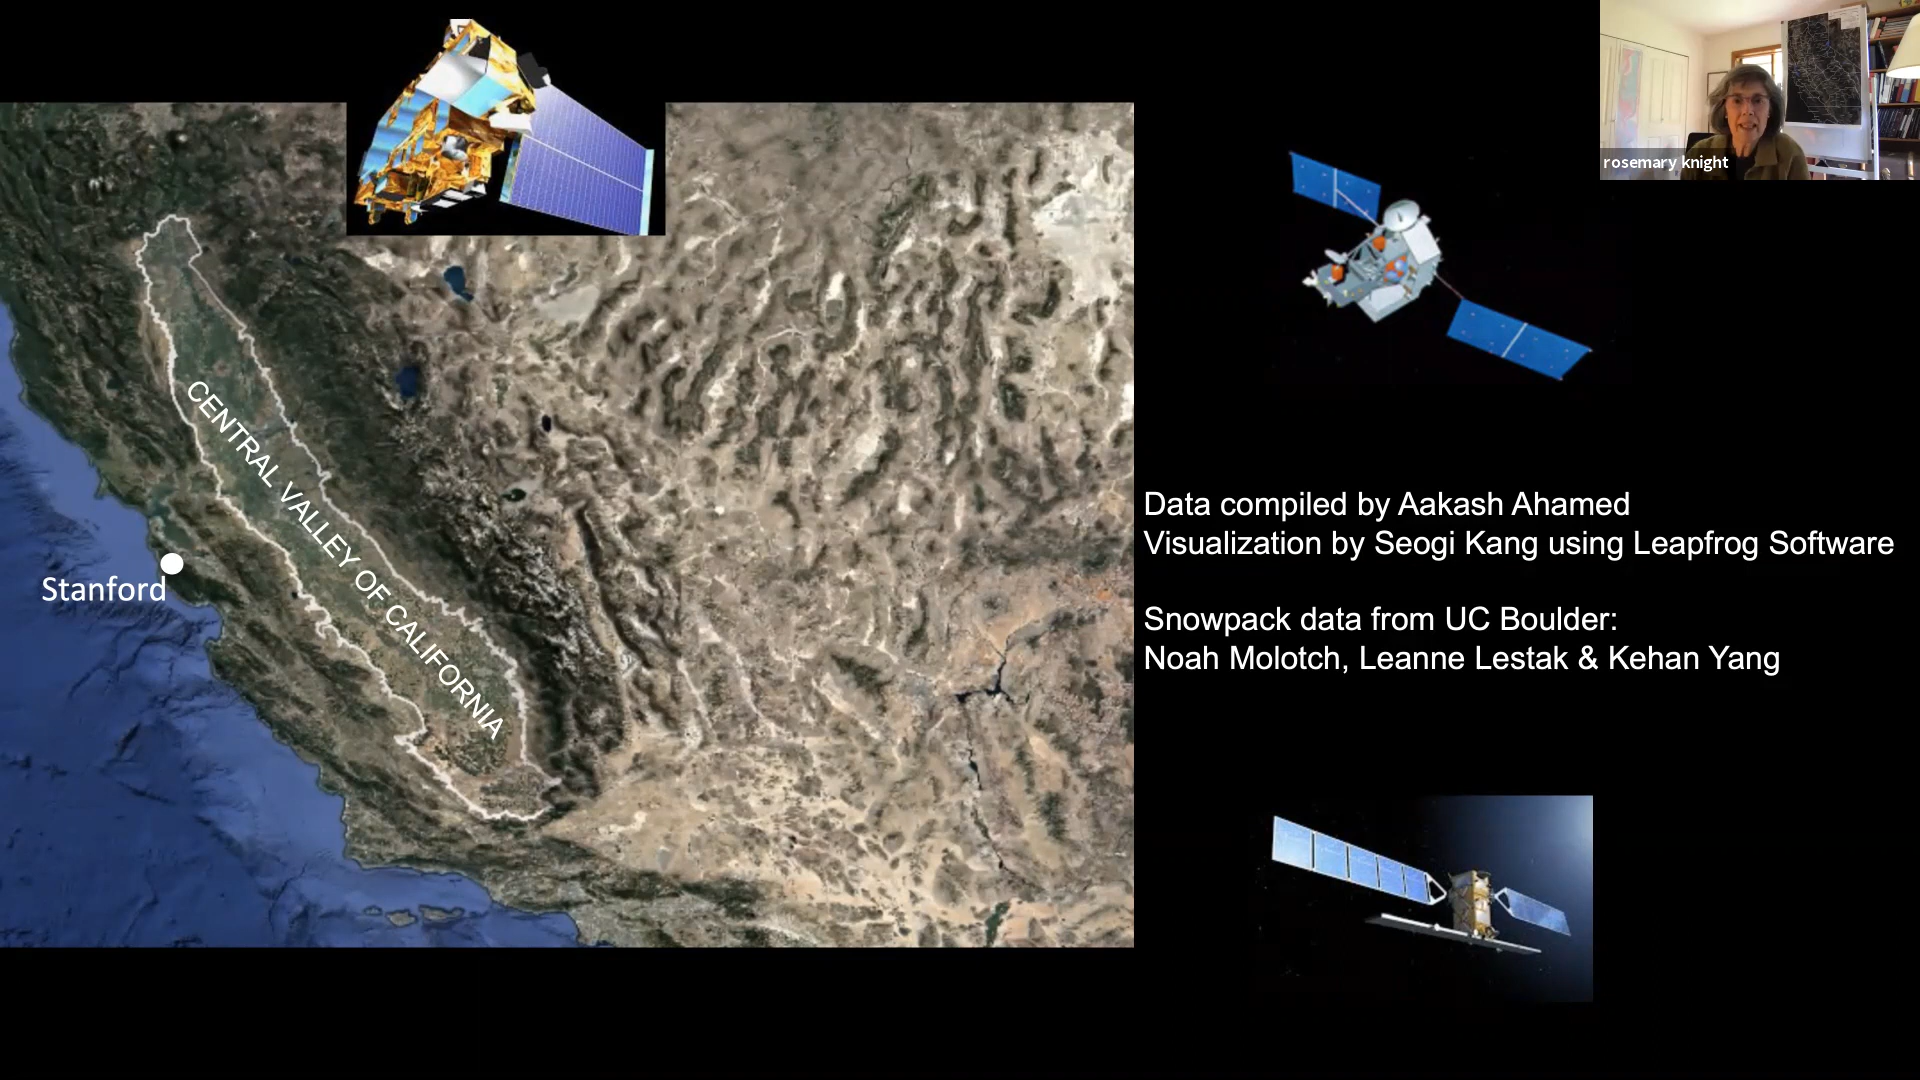 rosemary knight
CENTRAL VALLEY OF CALIFORNIA
Stanford
Data compiled by Aakash Ahamed
Visualization by Seogi Kang using Leapfrog Software
Snowpack data from UC Boulder:
Noah Molotch, Leanne Lestak & Kehan Yang